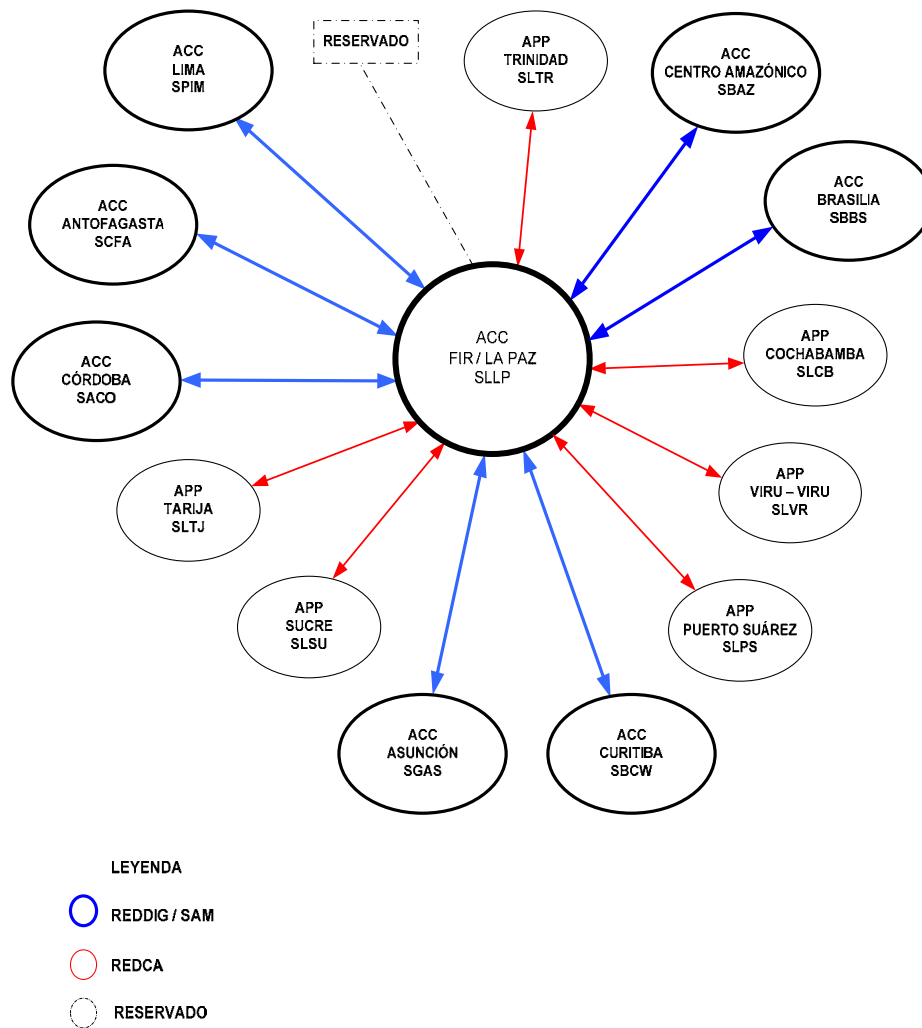 ACC
LIMA
SPIM
RESERVADO
APP
TRINIDAD
SLTR
ACC
CENTRO AMAZÓNICO
SBAZ
ACC
ANTOFAGASTA
SCFA
ACC
BRASILIA
SBBS
ACC
FIR / LA PAZ
SLLP
ACC
CÓRDOBA
SACO
APP
COCHABAMBA
SLCB
APP
TARIJA
SLTJ
APP
VIRU – VIRU
SLVR
APP
SUCRE
SLSU
APP
PUERTO SUÁREZ
SLPS
ACC
ASUNCIÓN
SGAS
ACC
CURITIBA
SBCW
LEYENDA
REDDIG / SAM
REDCA
RESERVADO